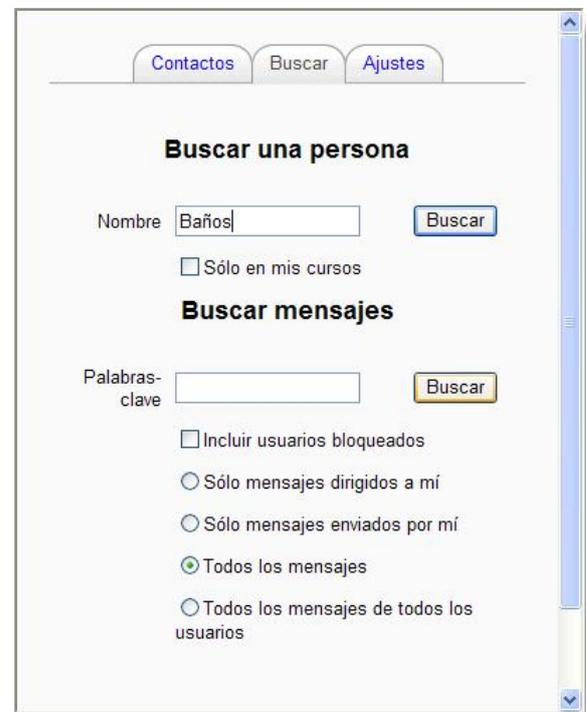 Contactos Buscar Ajustes
Buscar una persona
Nombre Baños Buscar
Sólo en mis cursos
Buscar mensajes
Palabras-
clave Buscar
Incluir usuarios bloqueados
Sólo mensajes dirigidos a mí
Sólo mensajes enviados por mí
Todos los mensajes
Todos los mensajes de todos los
usuarios